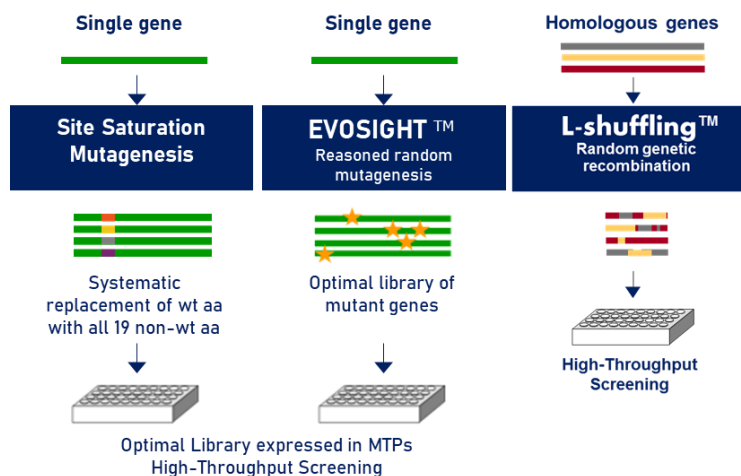 Single gene
Single gene
Homologous genes
Site Saturation
Mutagenesis
EVOSIGHT ™
Reasoned random
mutagenesis
L-shuffling™
Random genetic
recombination
Systematic
replacement of wt aa
with all 19 non-wt aa
Optimal library of
mutant genes
High-Throughput
Screening
Optimal Library expressed in MTPs
High-Throughput Screening